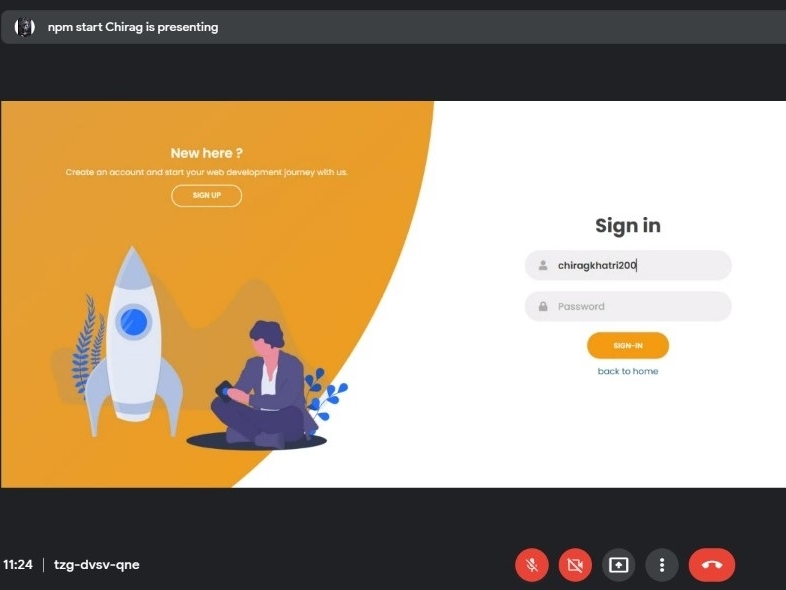 npm start Chirag is presenting
New here ?
Create an account and start your web development journey with us.
SIGN UP
Sign in
chiragkhatri200
Password
SIGN-IN
back to home
11:24 | tzg-dvsv-qne